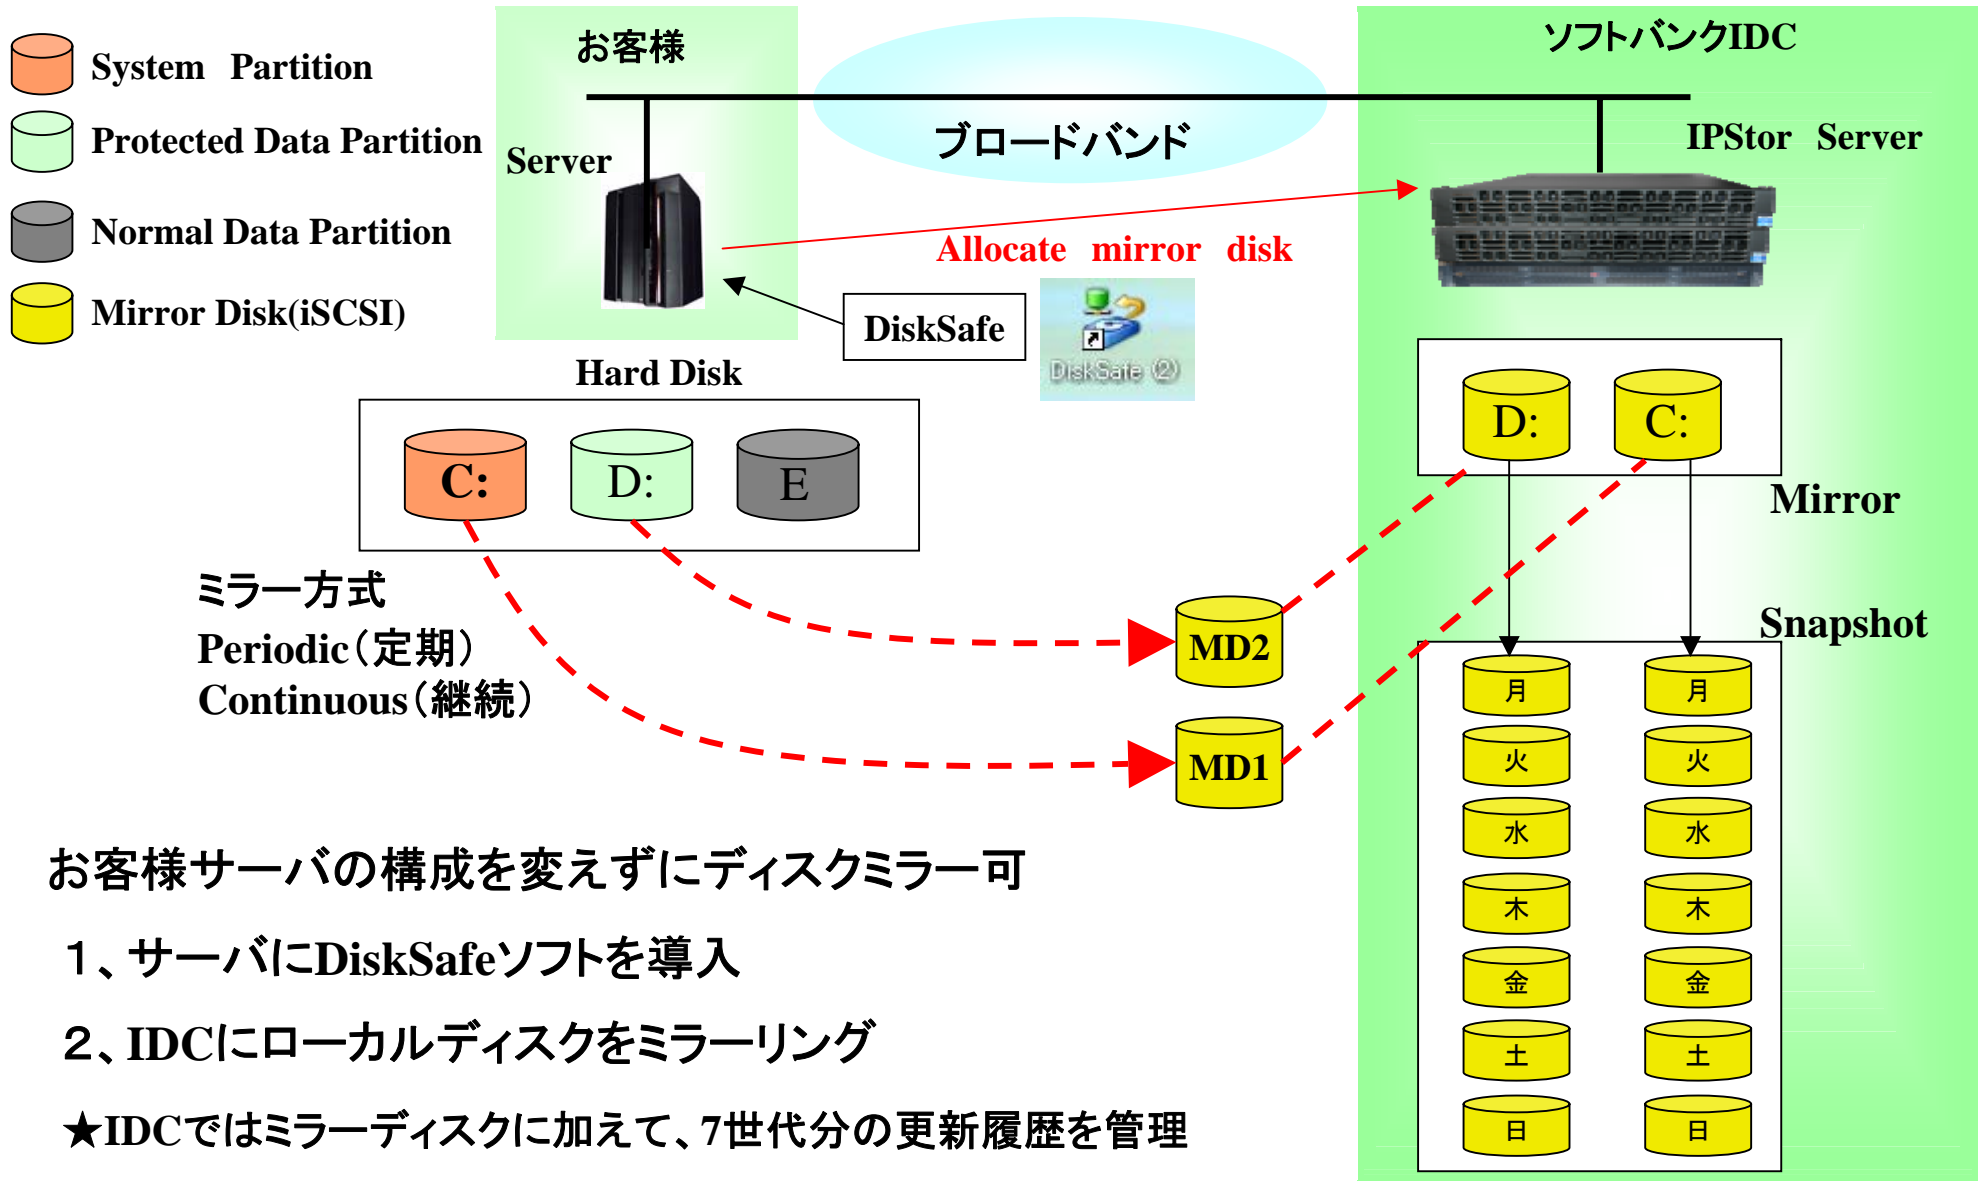 System Partition
Protected Data Partition
Normal Data Partition
Mirror Disk(iSCSI)
お客様
Server
ブロードバンド
ソフトバンクIDC
IPStor Server
Allocate mirror disk
DiskSafe
DiskSafe (2)
Hard Disk
C:
D:
E
D:
C:
Mirror
ミラー方式
Periodic（定期）
Continuous（継続）
MD2
MD1
Snapshot
月
月
火
火
水
水
木
木
金
金
土
土
日
日
お客様サーバの構成を変えずにディスクミラー可
１、サーバにDiskSafeソフトを導入
２、IDCにローカルディスクをミラーリング
★IDCではミラーディスクに加えて、7世代分の更新履歴を管理